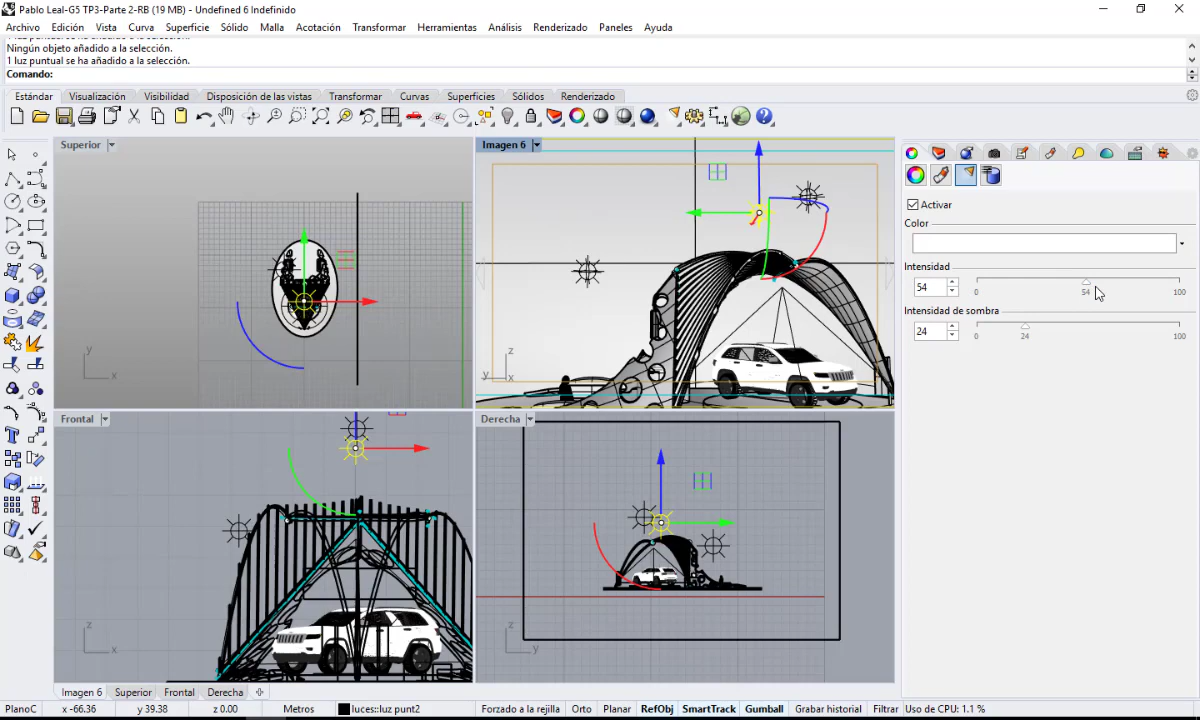 Pablo Leal-G5 TP3-Parte 2-RB (19 MB) - Undefined 6 Indefinido
Archivo Edición Vista Curva Superficie Sólido Malla Acotación Transformar Herramientas Análisis Renderizado Paneles Ayuda
Ningún objeto añadido a la selección.
1 luz puntual se ha añadido a la selección.
Comando:
Estándar Visualización Visibilidad Disposición de las vistas Transformar Curvas Superficies Sólidos Renderizado
Superior
Imagen 6
Activar
Color
Intensidad
54
0 54 100
Intensidad de sombra
24
0 24 100
y x
z y x
Frontal
Derecha
z x
z y
Imagen 6 Superior Frontal Derecha
PlanoC x -66.36 y 39.38 z 0.00 Metros luces::luz punt2 Forzado a la rejilla Orto Planar RefObj SmartTrack Gumball Grabar historial Filtrar Uso de CPU: 1.1 %